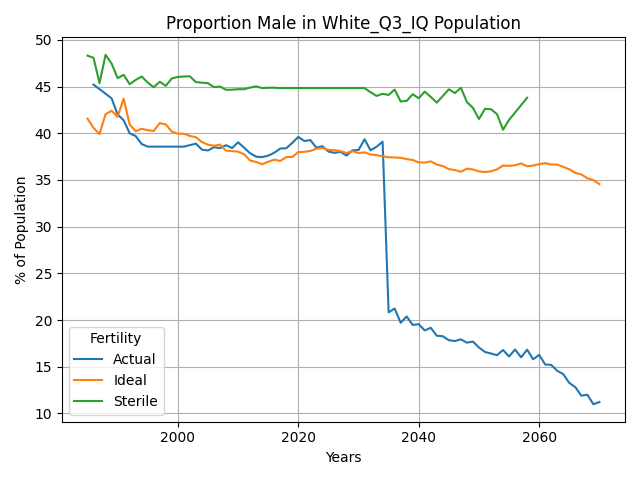 Proportion Male in White_Q3_IQ Population
% of Population
50
45
40
35
30
25
20
15
10
Fertility
Actual
Ideal
Sterile
2000
2020
2040
2060
Years